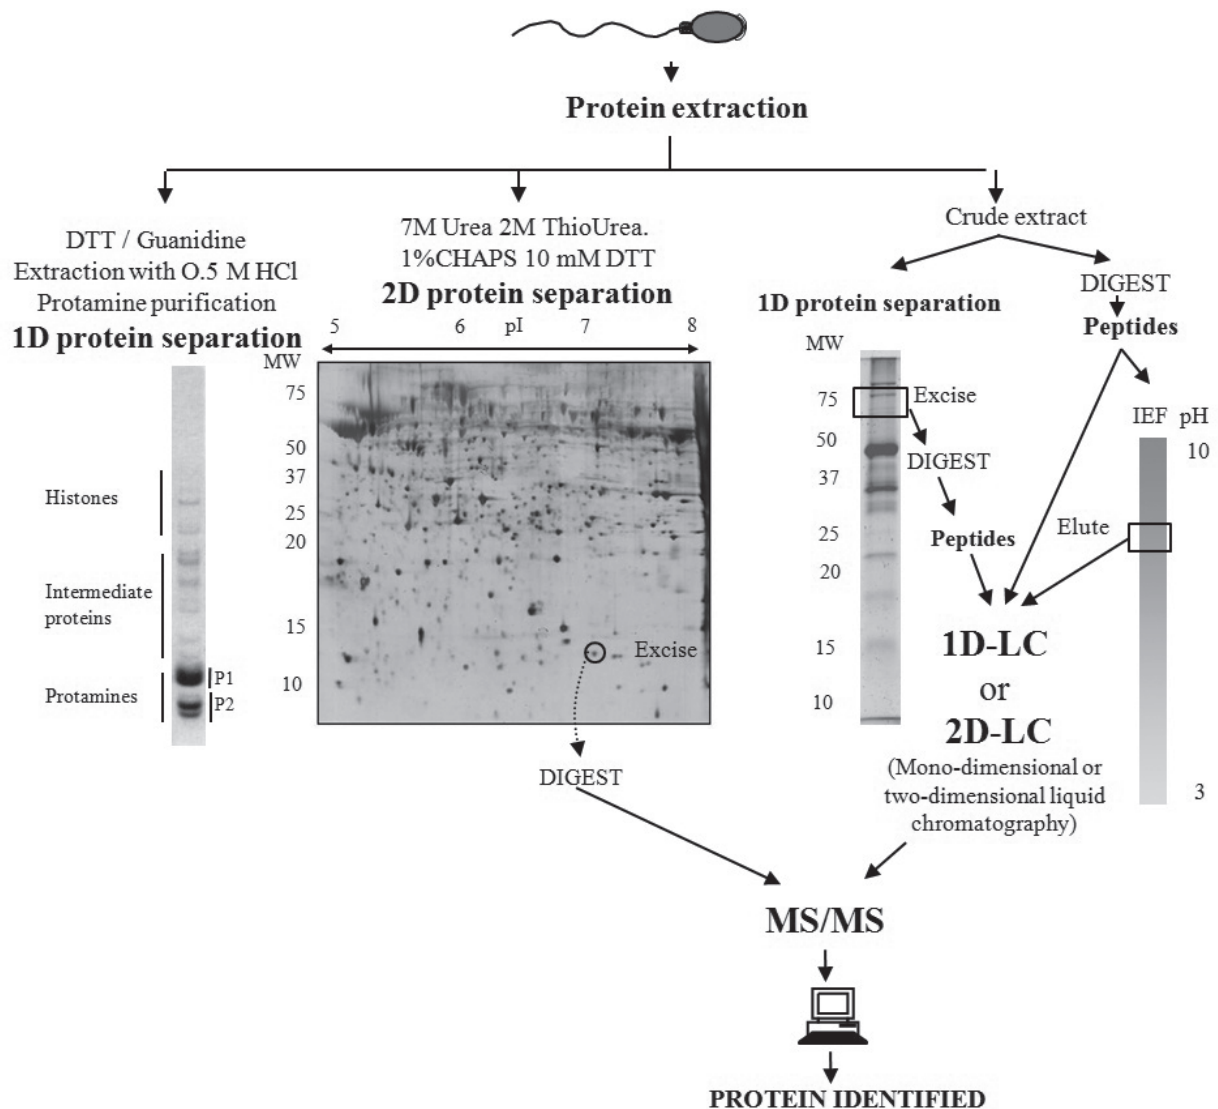 Protein extraction
DTT / Guanidine
Extraction with O.5 M HCl
Protamine purification
1D protein separation
Histones
Intermediate
proteins
Protamines
P1
P2
7M Urea 2M ThioUrea.
1%CHAPS 10 mM DTT
2D protein separation
5 6 pI 7 8
MW
75
50
37
25
20
15
10
Excise
DIGEST
Crude extract
1D protein separation
MW
75
50
37
25
20
15
10
Excise
DIGEST
Peptides
DIGEST
Peptides
IEF pH
10
3
Elute
1D-LC
or
2D-LC
(Mono-dimensional or
two-dimensional liquid
chromatography)
MS/MS
PROTEIN IDENTIFIED